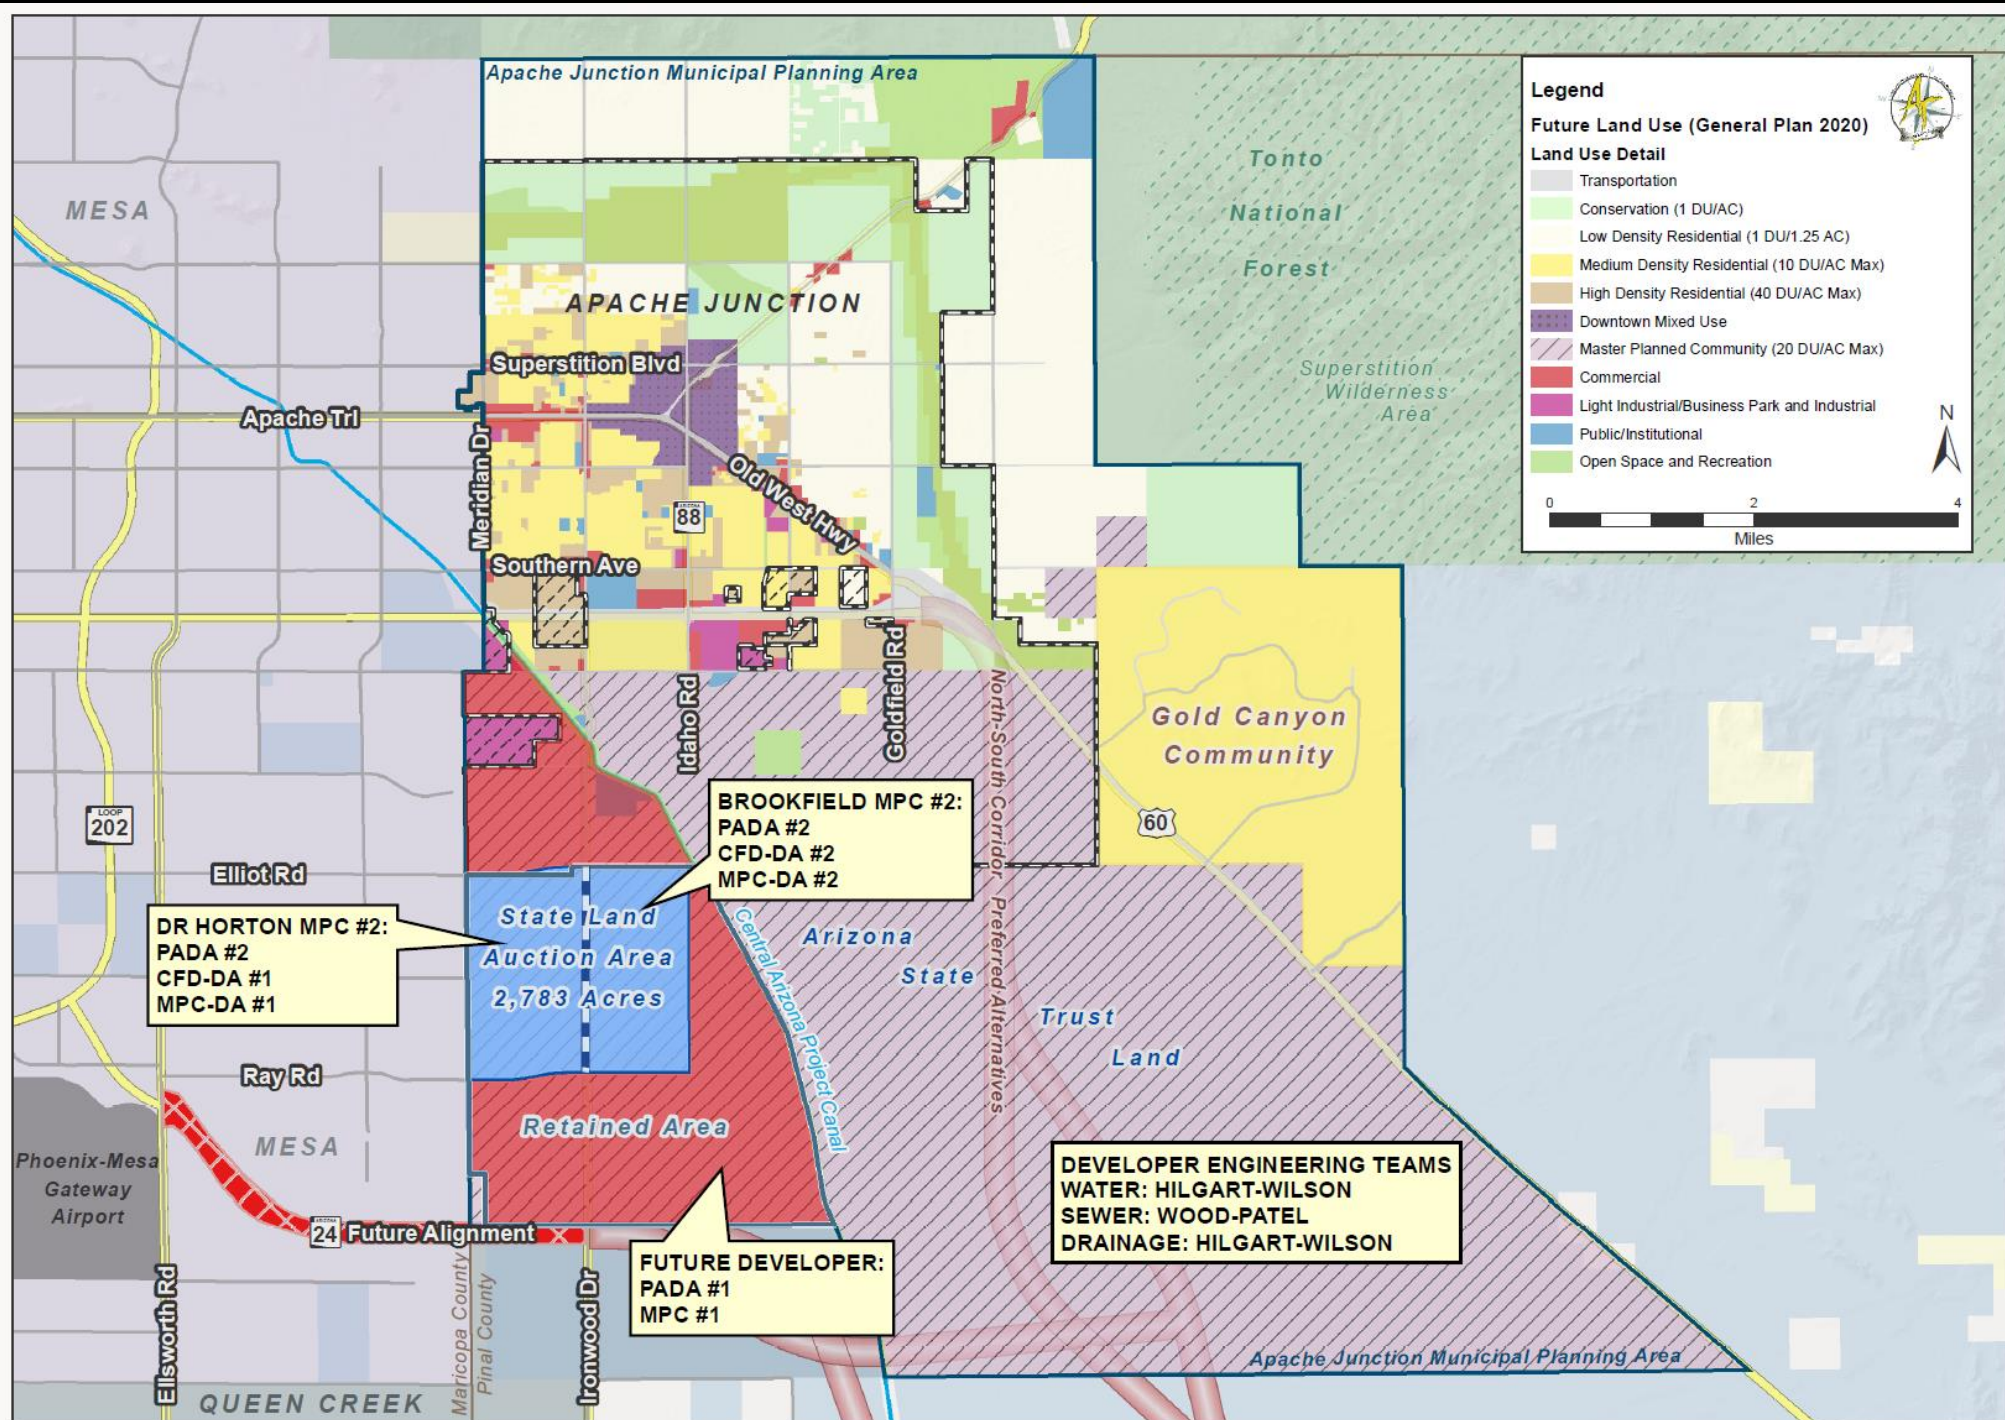 Apache Junction Municipal Planning Area
Legend
Future Land Use (General Plan 2020)
Land Use Detail
Transportation
Conservation (1 DU/AC)
Low Density Residential (1 DU/1.25 AC)
Medium Density Residential (10 DU/AC Max)
High Density Residential (40 DU/AC Max)
Downtown Mixed Use
Master Planned Community (20 DU/AC Max)
Commercial
Light Industrial/Business Park and Industrial
Public/Institutional
Open Space and Recreation
N
0 2 4
Miles
MESA
Tonto
National
Forest
Superstition
Wilderness
Area
APACHE JUNCTION
Superstition Blvd
Apache Trl
Meridian Dr
Old West Hwy
ARIZONA
88
Southern Ave
Idaho Rd
Goldfield Rd
North-South Corridor Preferred Alternatives
Gold Canyon
Community
60
LOOP
202
BROOKFIELD MPC #2:
PADA #2
CFD-DA #2
MPC-DA #2
Elliot Rd
DR HORTON MPC #2:
PADA #2
CFD-DA #1
MPC-DA #1
State Land
Auction Area
2,783 Acres
Central Arizona Project Canal
Arizona
State
Trust
Land
Ray Rd
Retained Area
MESA
Phoenix-Mesa
Gateway
Airport
ARIZONA
24
Future Alignment
DEVELOPER ENGINEERING TEAMS
WATER: HILGART-WILSON
SEWER: WOOD-PATEL
DRAINAGE: HILGART-WILSON
FUTURE DEVELOPER:
PADA #1
MPC #1
Ellsworth Rd
Maricopa County
Pinal County
Ironwood Dr
Apache Junction Municipal Planning Area
QUEEN CREEK